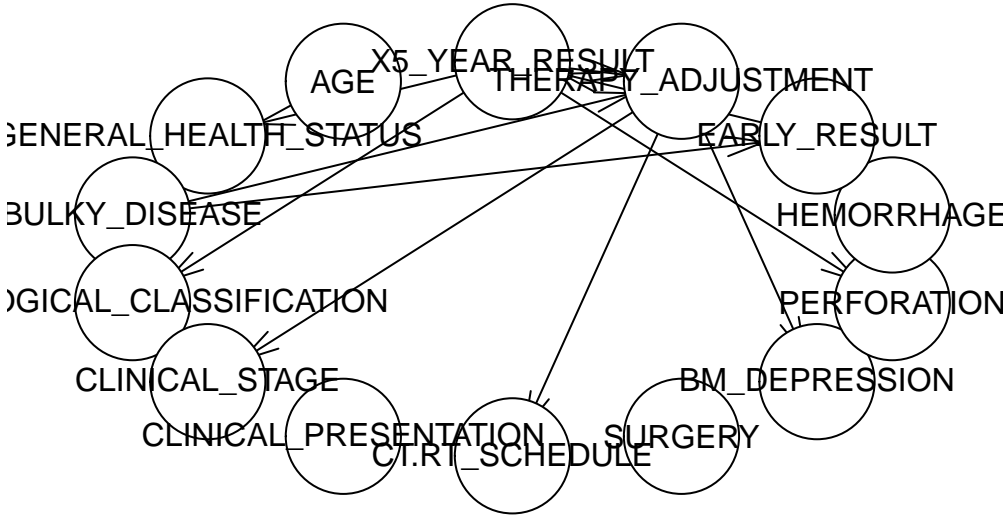 X5_YEAR_RESULT
AGE
THERAPY_ADJUSTMENT
GENERAL_HEALTH_STATUS
EARLY_RESULT
BULKY_DISEASE
HEMORRHAGE
OGICAL_CLASSIFICATION
PERFORATION
CLINICAL_STAGE
BM_DEPRESSION
CLINICAL_PRESENTATION
SURGERY
CT.RT_SCHEDULE